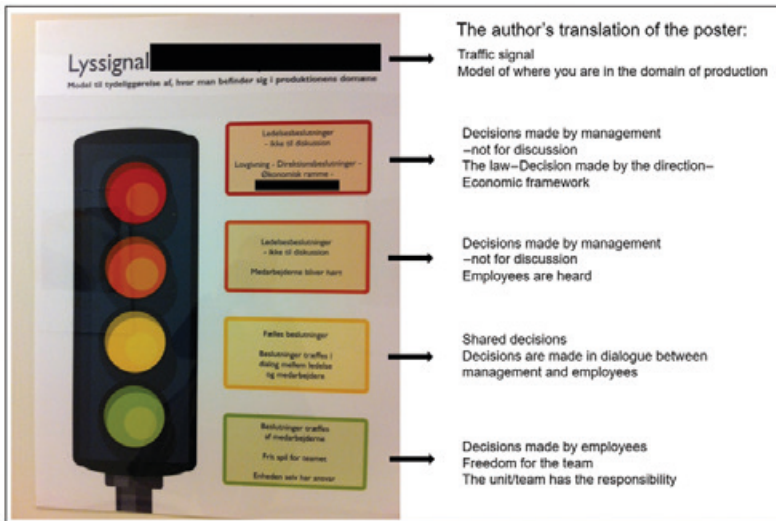 Lyssignal
Model til tydeliggørelse af, hvor man befinder sig i produktionens domæne
Ledelsesbeslutninger
- ikke til diskussion
Lovgivning - Direktionsbeslutninger -
Økonomisk ramme -
Ledelsesbeslutninger
- ikke til diskussion
Medarbejderne bliver hørt
Fælles beslutninger
Beslutninger træffes i
dialog mellem ledelse
og medarbejdere
Beslutninger træffes
af medarbejderne
Frit spil for teamet
Enheden selv har ansvar
The author's translation of the poster:
Traffic signal
Model of where you are in the domain of production
Decisions made by management
–not for discussion
The law–Decision made by the direction–
Economic framework
Decisions made by management
–not for discussion
Employees are heard
Shared decisions
Decisions are made in dialogue between
management and employees
Decisions made by employees
Freedom for the team
The unit/team has the responsibility